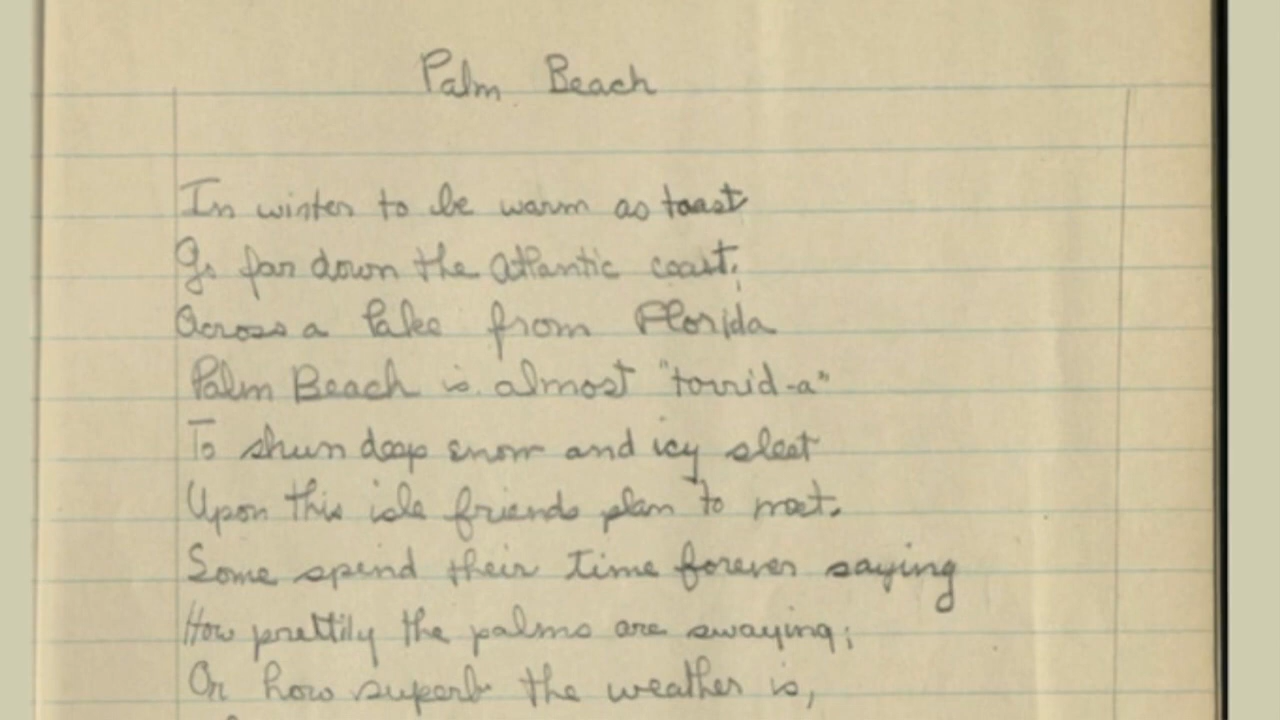 Palm Beach
In winter to be warm as toast
Go far down the Atlantic coast.
Across a lake from Florida
Palm Beach is almost "torrid-a"
To shun deep snow and icy sleet
Upon this isle friends plan to meet.
Some spend their time forever saying
How prettily the palms are swaying;
Or how superb the weather is,